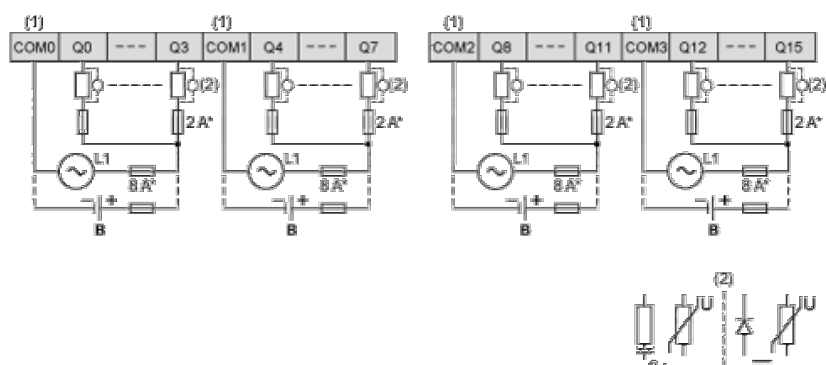 (1) (1) (1) (1)
COM0 Q0 --- Q3 COM1 Q4 --- Q7 COM2 Q8 --- Q11 COM3 Q12 --- Q15
(2) (2) (2) (2)
2 A* 2 A* 2 A* 2 A*
L1 L1 L1 L1
8 A* 8 A* 8 A* 8 A*
+ + + +
B B B B
(2)
U U